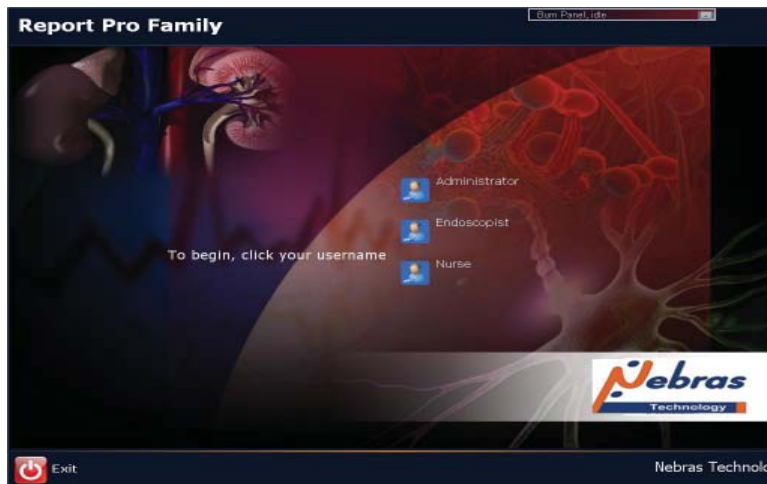 Report Pro Family
Burn Panel, idle
Administrator
Endoscopist
To begin, click your username
Nurse
Nebras
Technology
Exit
Nebras Technolo